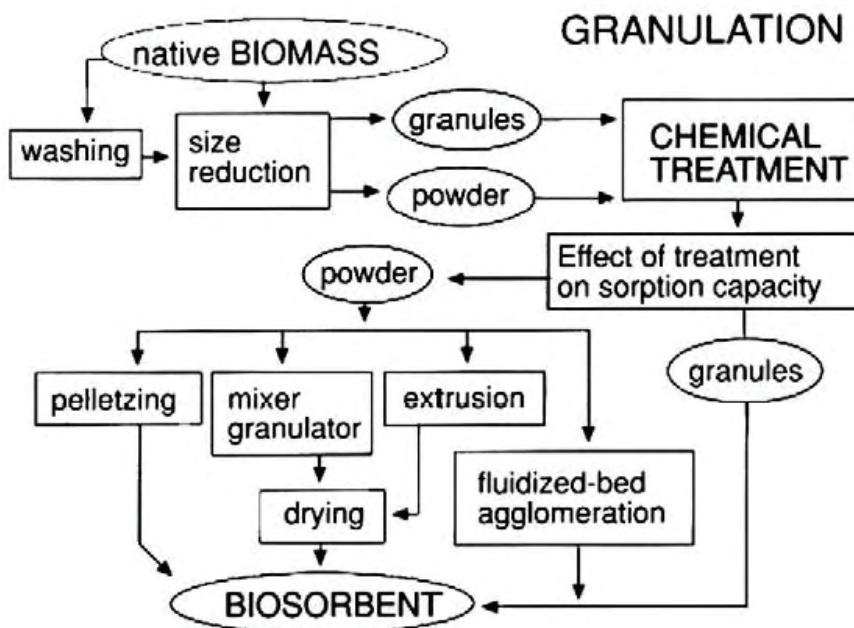 GRANULATION
native BIOMASS
washing
size
reduction
granules
powder
CHEMICAL
TREATMENT
Effect of treatment
on sorption capacity
powder
granules
pelletzing
mixer
granulator
extrusion
fluidized-bed
agglomeration
drying
BIOSORBENT